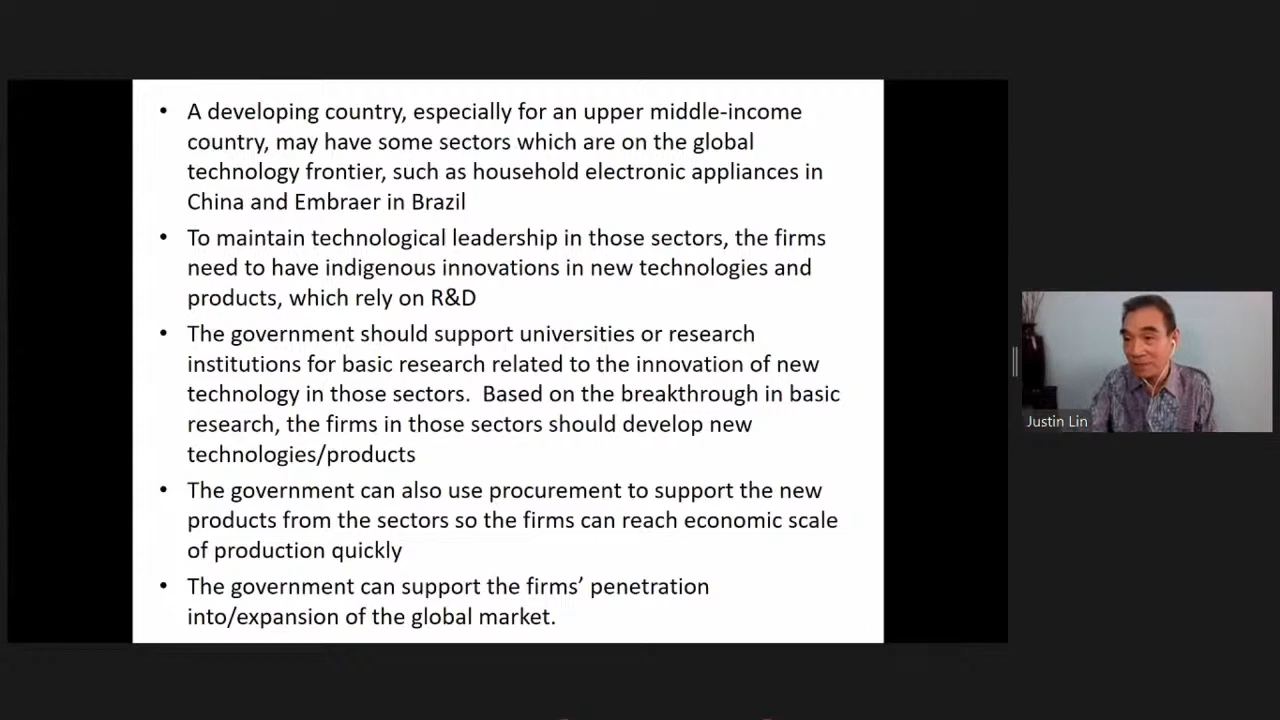 • A developing country, especially for an upper middle-income
country, may have some sectors which are on the global
technology frontier, such as household electronic appliances in
China and Embraer in Brazil
• To maintain technological leadership in those sectors, the firms
need to have indigenous innovations in new technologies and
products, which rely on R&D
• The government should support universities or research
institutions for basic research related to the innovation of new
technology in those sectors.  Based on the breakthrough in basic
research, the firms in those sectors should develop new
technologies/products
• The government can also use procurement to support the new
products from the sectors so the firms can reach economic scale
of production quickly
• The government can support the firms’ penetration
into/expansion of the global market.
Justin Lin